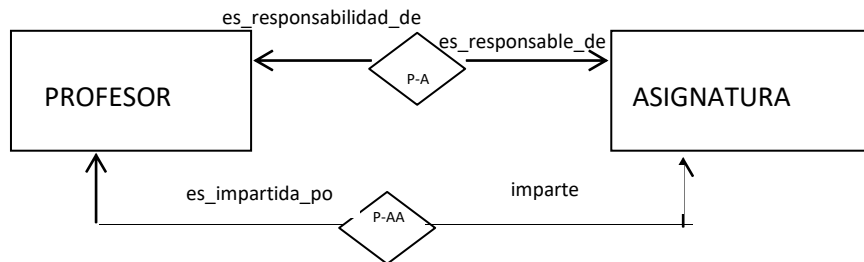 es_responsabilidad_de
es_responsable_de
P-A
PROFESOR
ASIGNATURA
es_impartida_po
imparte
P-AA